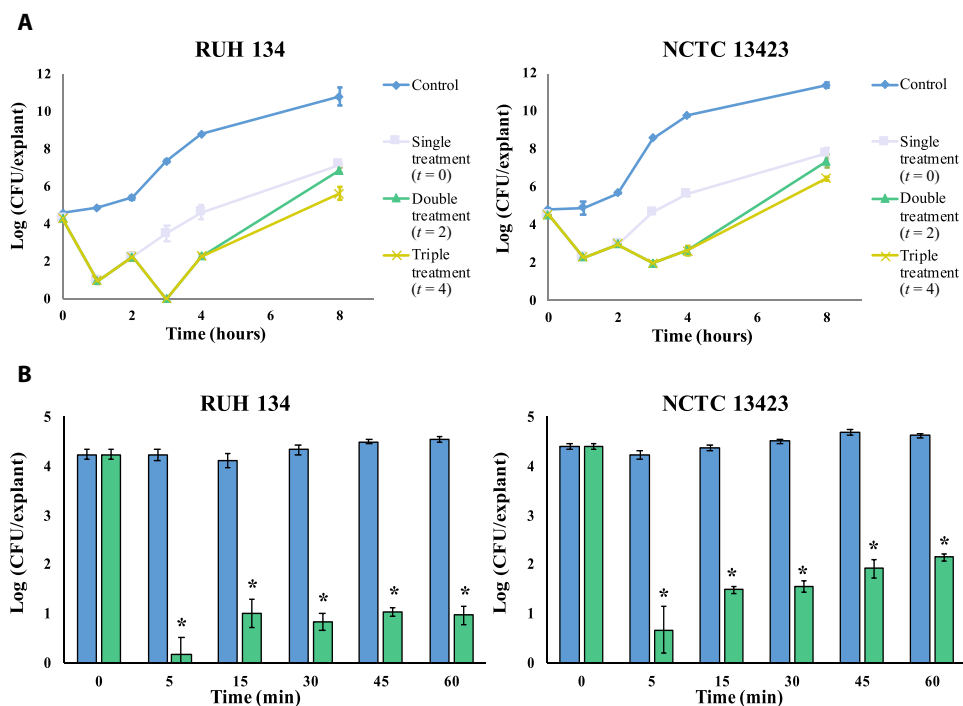 A
RUH 134
Log (CFU/explant)
12
10
8
6
4
2
0
0
2
4
6
8
Time (hours)
Control
Single
treatment
(t = 0)
Double
treatment
(t = 2)
Triple
treatment
(t = 4)
NCTC 13423
Log (CFU/explant)
12
10
8
6
4
2
0
0
2
4
6
8
Time (hours)
Control
Single
treatment
(t = 0)
Double
treatment
(t = 2)
Triple
treatment
(t = 4)
B
RUH 134
Log (CFU/explant)
5
4
3
2
1
0
* * * * *
0 5 15 30 45 60
Time (min)
NCTC 13423
Log (CFU/explant)
5
4
3
2
1
0
* * * * *
0 5 15 30 45 60
Time (min)